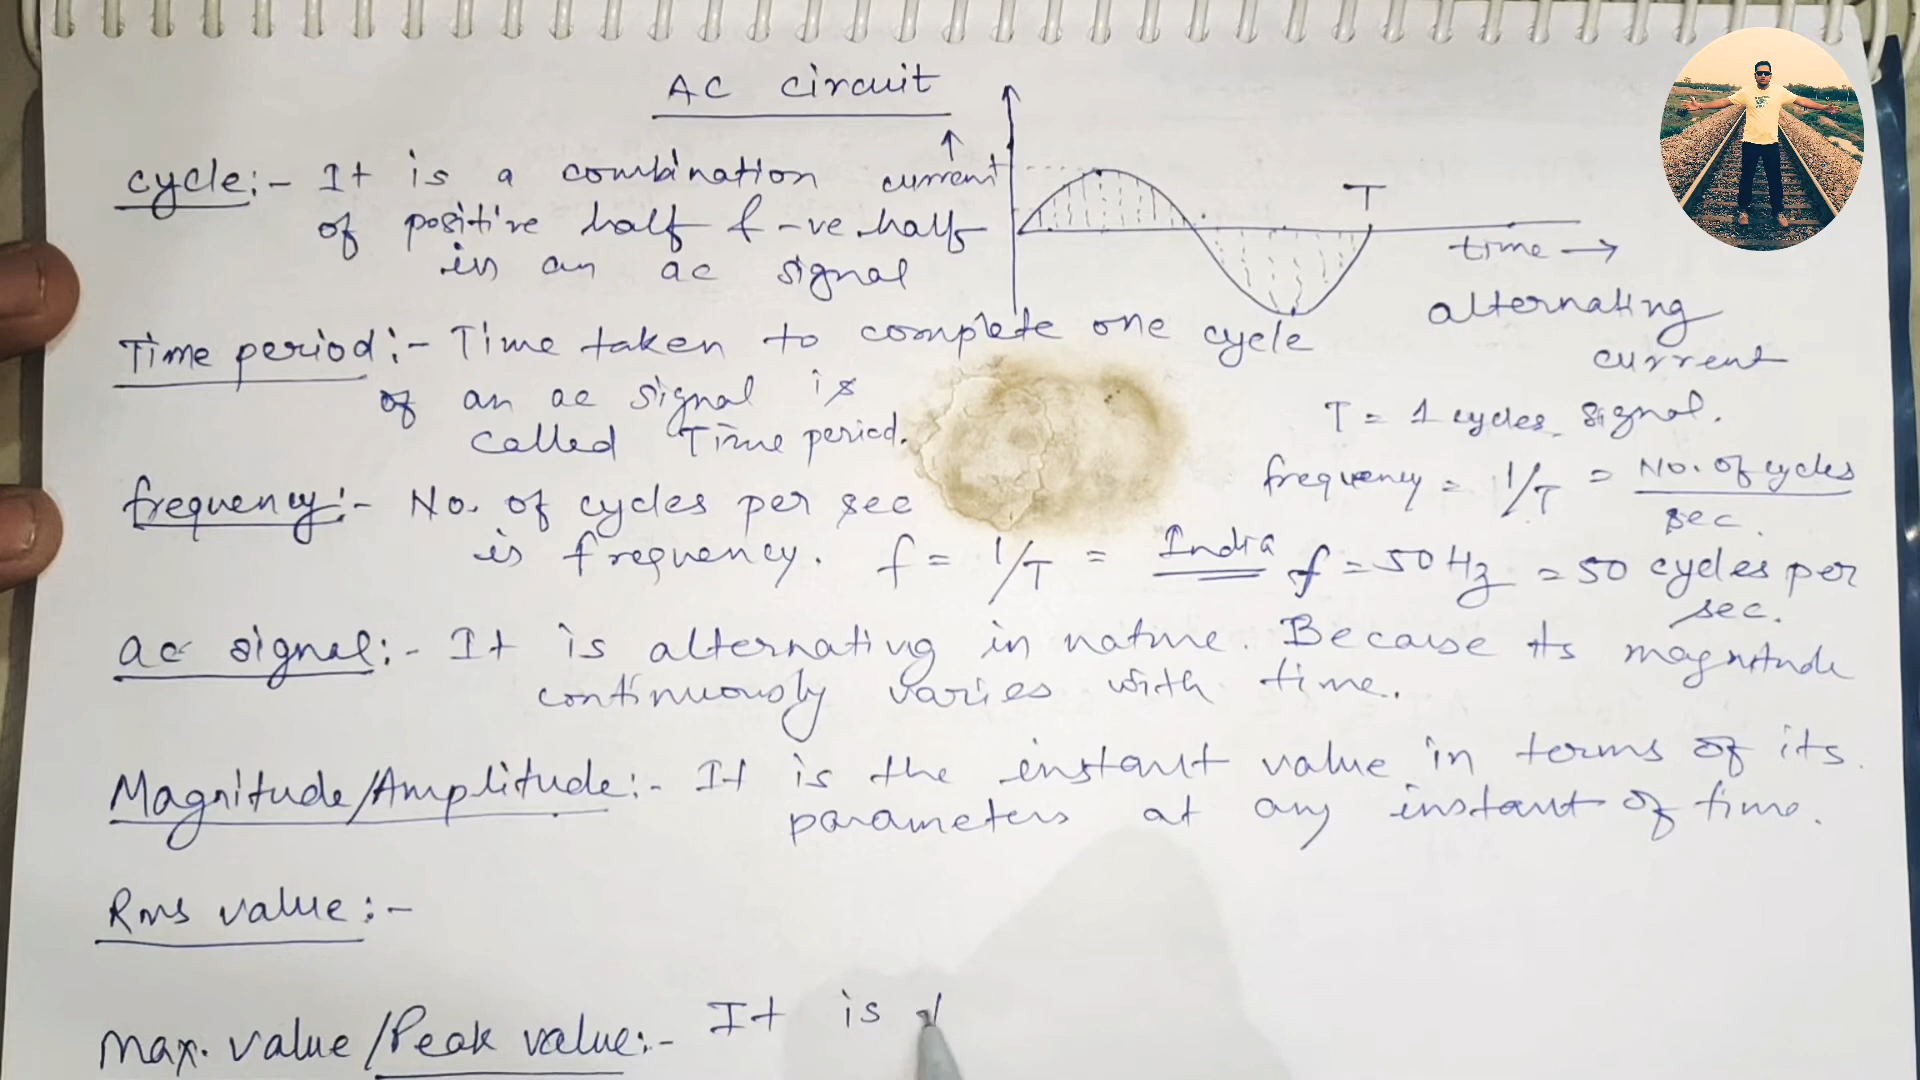 AC circuit
cycle:- It is a combination
of positive half & -ve half
in an ac signal
current
T
time →
alternating
current
Time period:- Time taken to complete one cycle
of an ac signal is
called Time period.
T = 1 cycles signal.
frequency = 1/T = No. of cycles
sec.
frequency:- No. of cycles per sec
is frequency. f = 1/T = India f = 50 Hz = 50 cycles per
sec.
ac signal:- It is alternating in nature. Because its magnitude
continuously varies with time.
Magnitude/Amplitude:- It is the instant value in terms of its
parameters at any instant of time.
Rms value:-
Max. value/Peak value:- It is